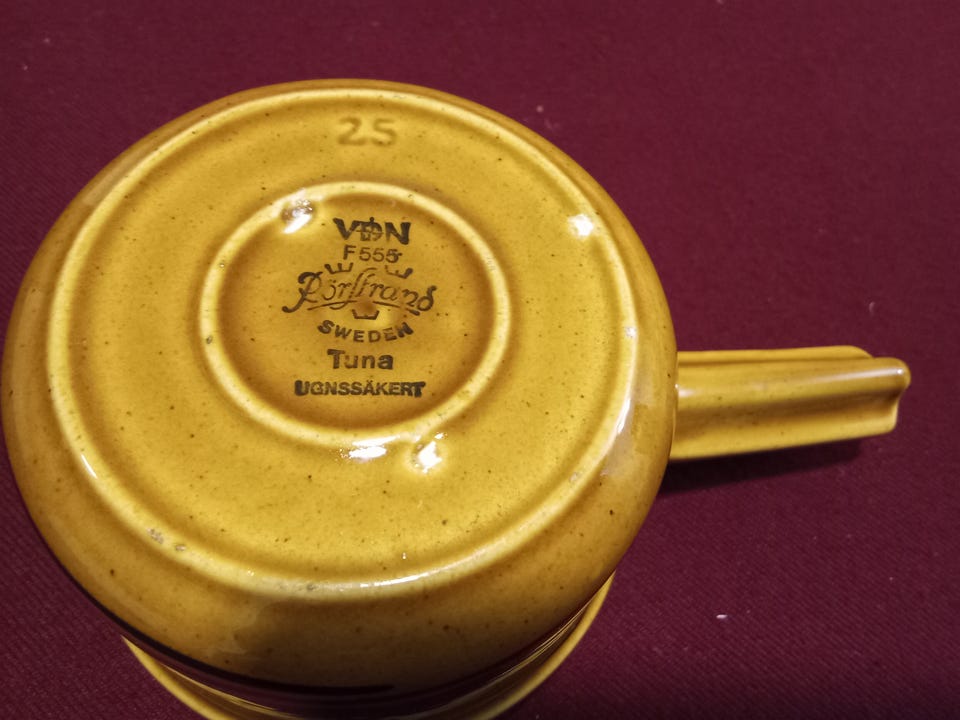 25
VDN
F555
Rörstrand
SWEDEN
Tuna
UGNSSÄKERT